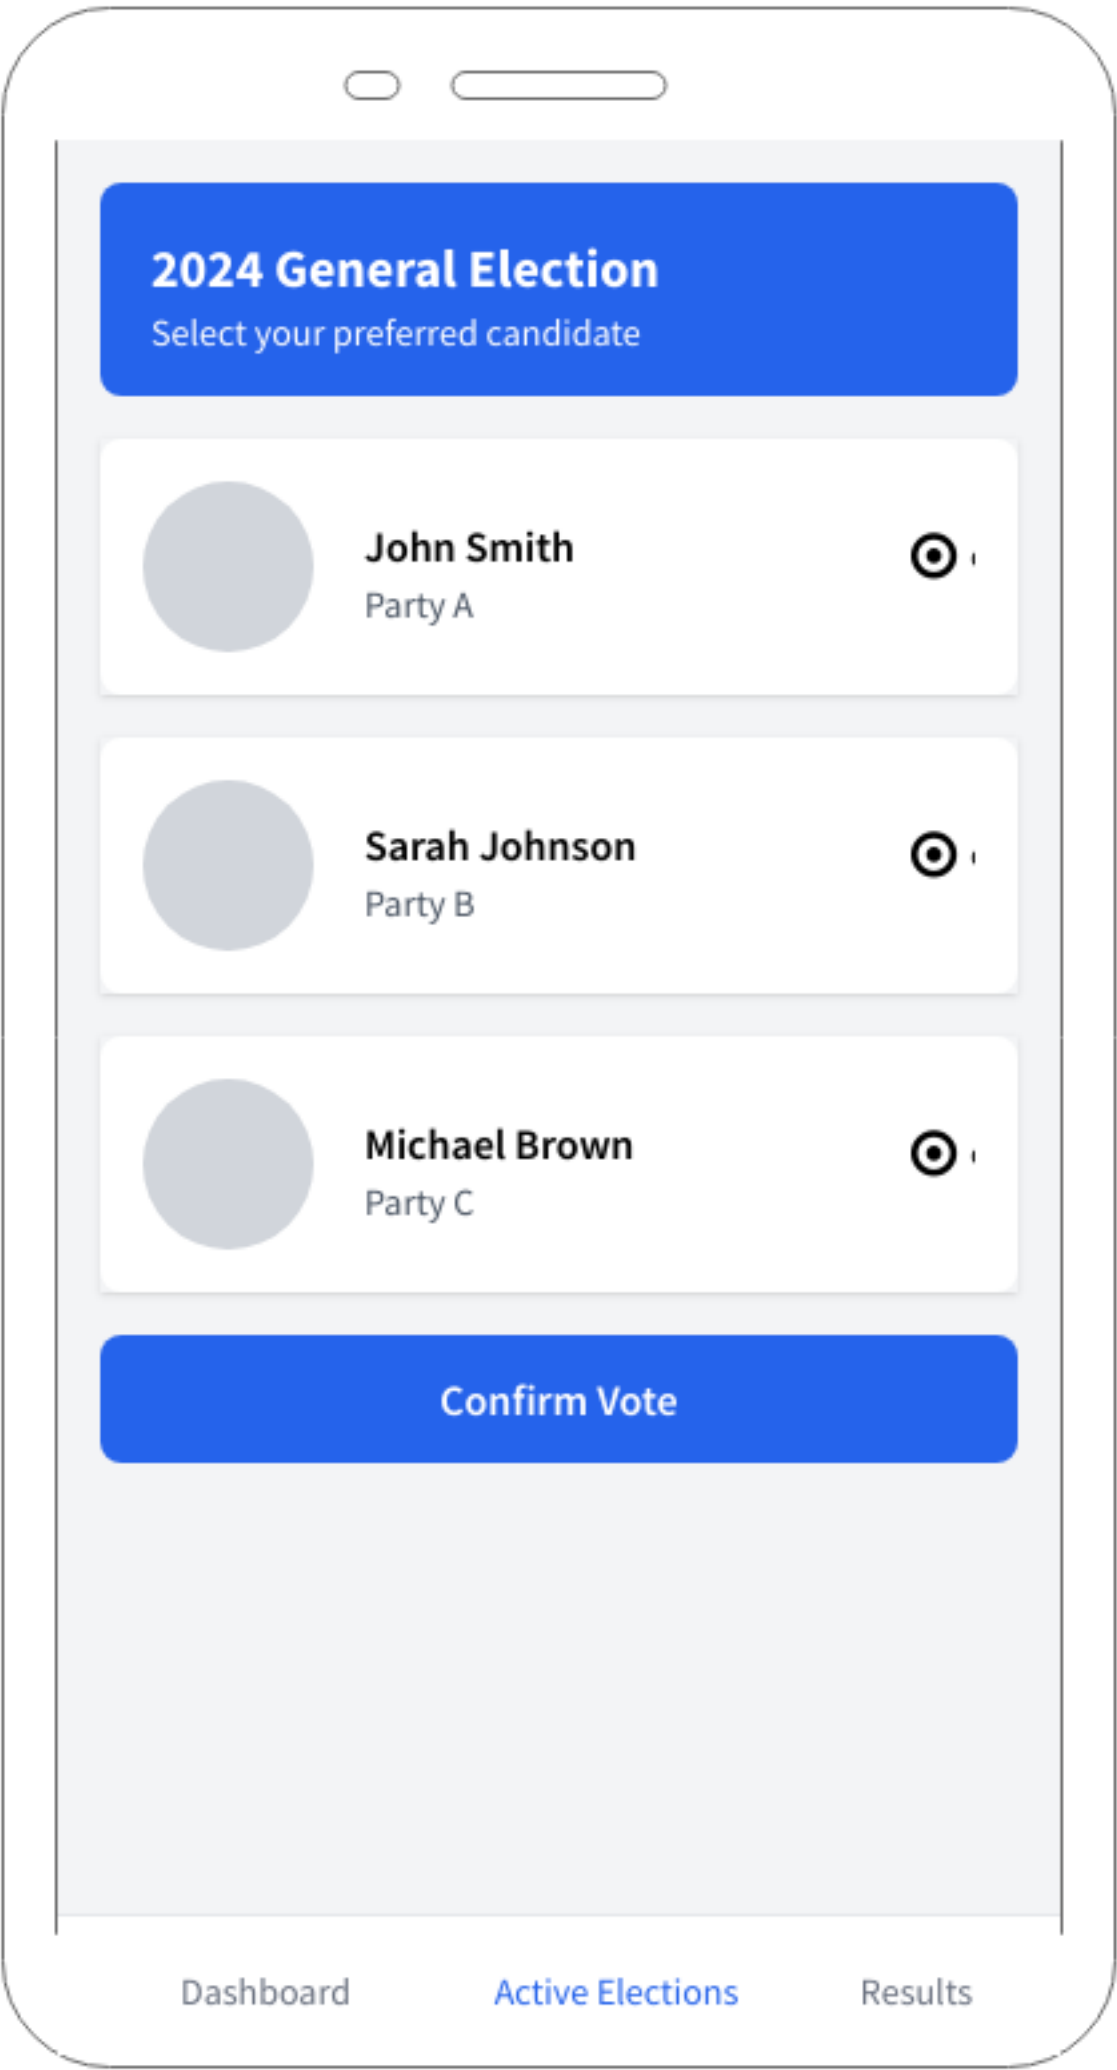 2024 General Election
Select your preferred candidate
John Smith
Party A
Sarah Johnson
Party B
Michael Brown
Party C
Confirm Vote
Dashboard
Active Elections
Results